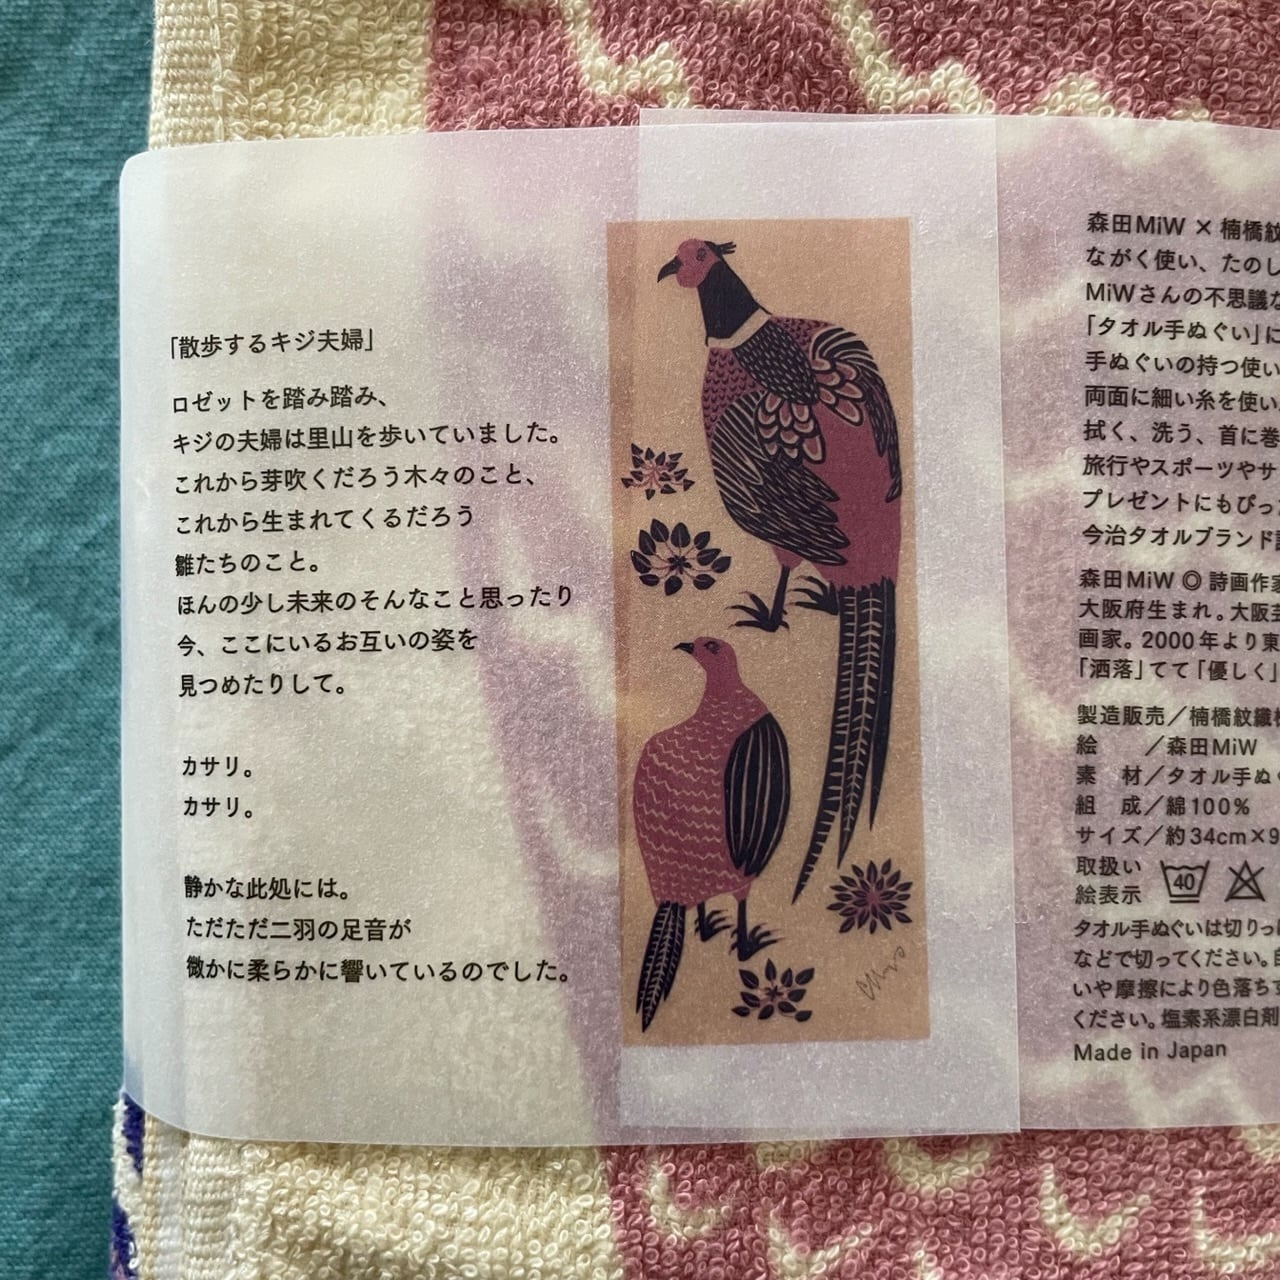 「散歩するキジ夫婦」
ロゼットを踏み踏み、
キジの夫婦は里山を歩いていました。
これから芽吹くだろう木々のこと、
これから生まれてくるだろう
雛たちのこと。
ほんの少し未来のそんなこと思ったり
今、ここにいるお互いの姿を
見つめたりして。
カサリ。
カサリ。
静かな此処には。
ただただ二羽の足音が
微かに柔らかに響いているのでした。
森田MiW × 楠橋紋
ながく使い、たのし
MiWさんの不思議な
「タオル手ぬぐい」に
手ぬぐいの持つ使い
両面に細い糸を使い
拭く、洗う、首に巻
旅行やスポーツやサ
プレゼントにもぴっ
今治タオルブランド
森田MiW ◎ 詩画作家
大阪府生まれ。大阪
画家。2000年より東
「洒落」てて「優しく」
製造販売／楠橋紋織
絵　　／森田MiW
素　材／タオル手ぬぐ
組　成／綿100%
サイズ／約34cm×9
取扱い
絵表示
40
タオル手ぬぐいは切りっ
などで切ってください。
いや摩擦により色落ち
ください。塩素系漂白剤
Made in Japan